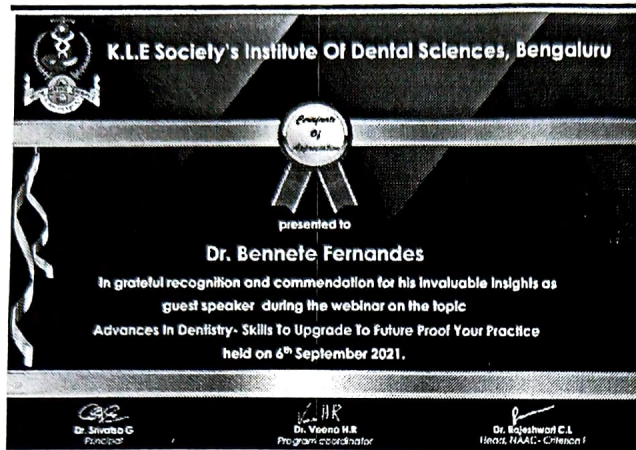 K.L.E Society's Institute Of Dental Sciences, Bengaluru
Certificate
Of
Appreciation
presented to
Dr. Bennete Fernandes
In grateful recognition and commendation for his invaluable insights as
guest speaker during the webinar on the topic
Advances In Dentistry- Skills To Upgrade To Future Proof Your Practice
held on 6th September 2021.
Dr. Srivatsa G
Principal
Dr. Veena H.R
Program coordinator
Dr. Rajeshwari C.L
Head, NAAC- Criterion I